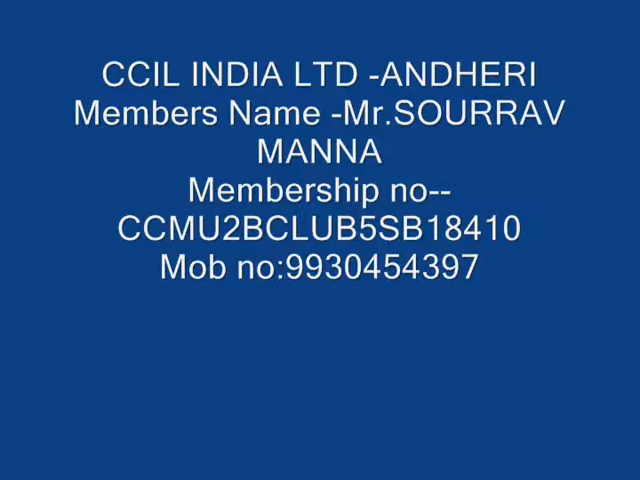 CCIL INDIA LTD -ANDHERI
Members Name -Mr.SOURRAV
MANNA
Membership no--
CCMU2BCLUB5SB18410
Mob no:9930454397